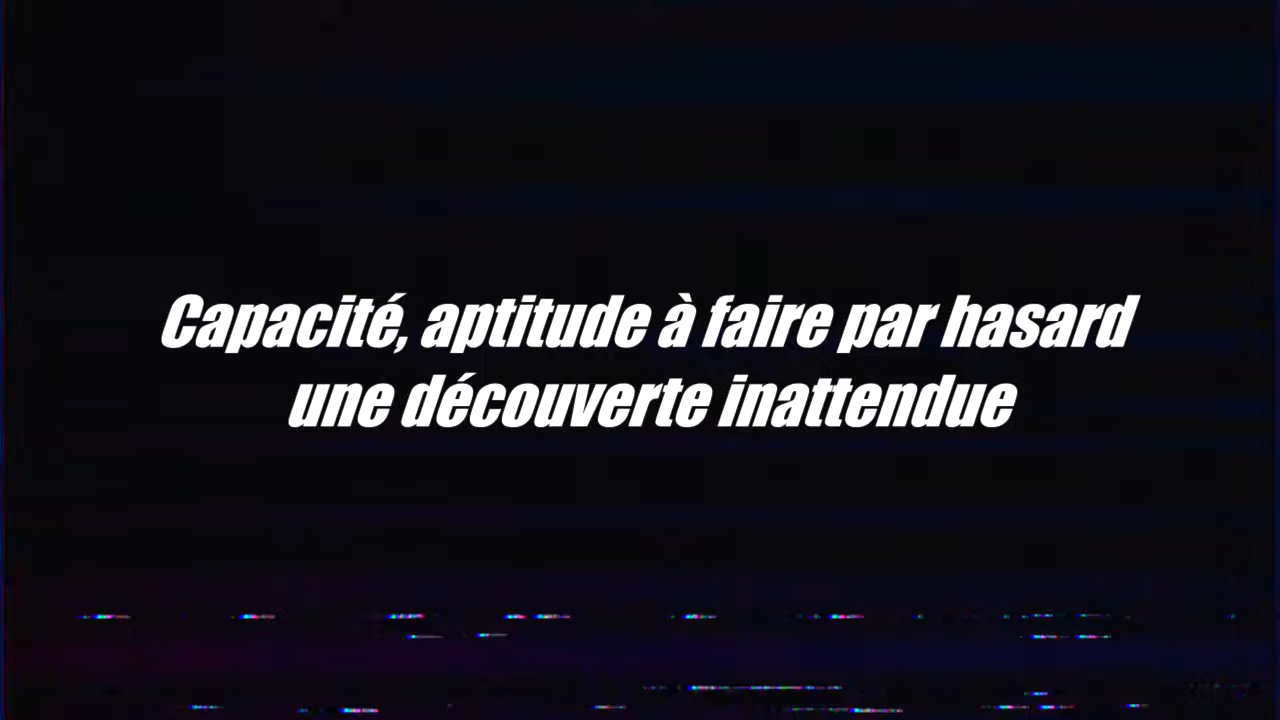 Capacité, aptitude à faire par hasard
une découverte inattendue